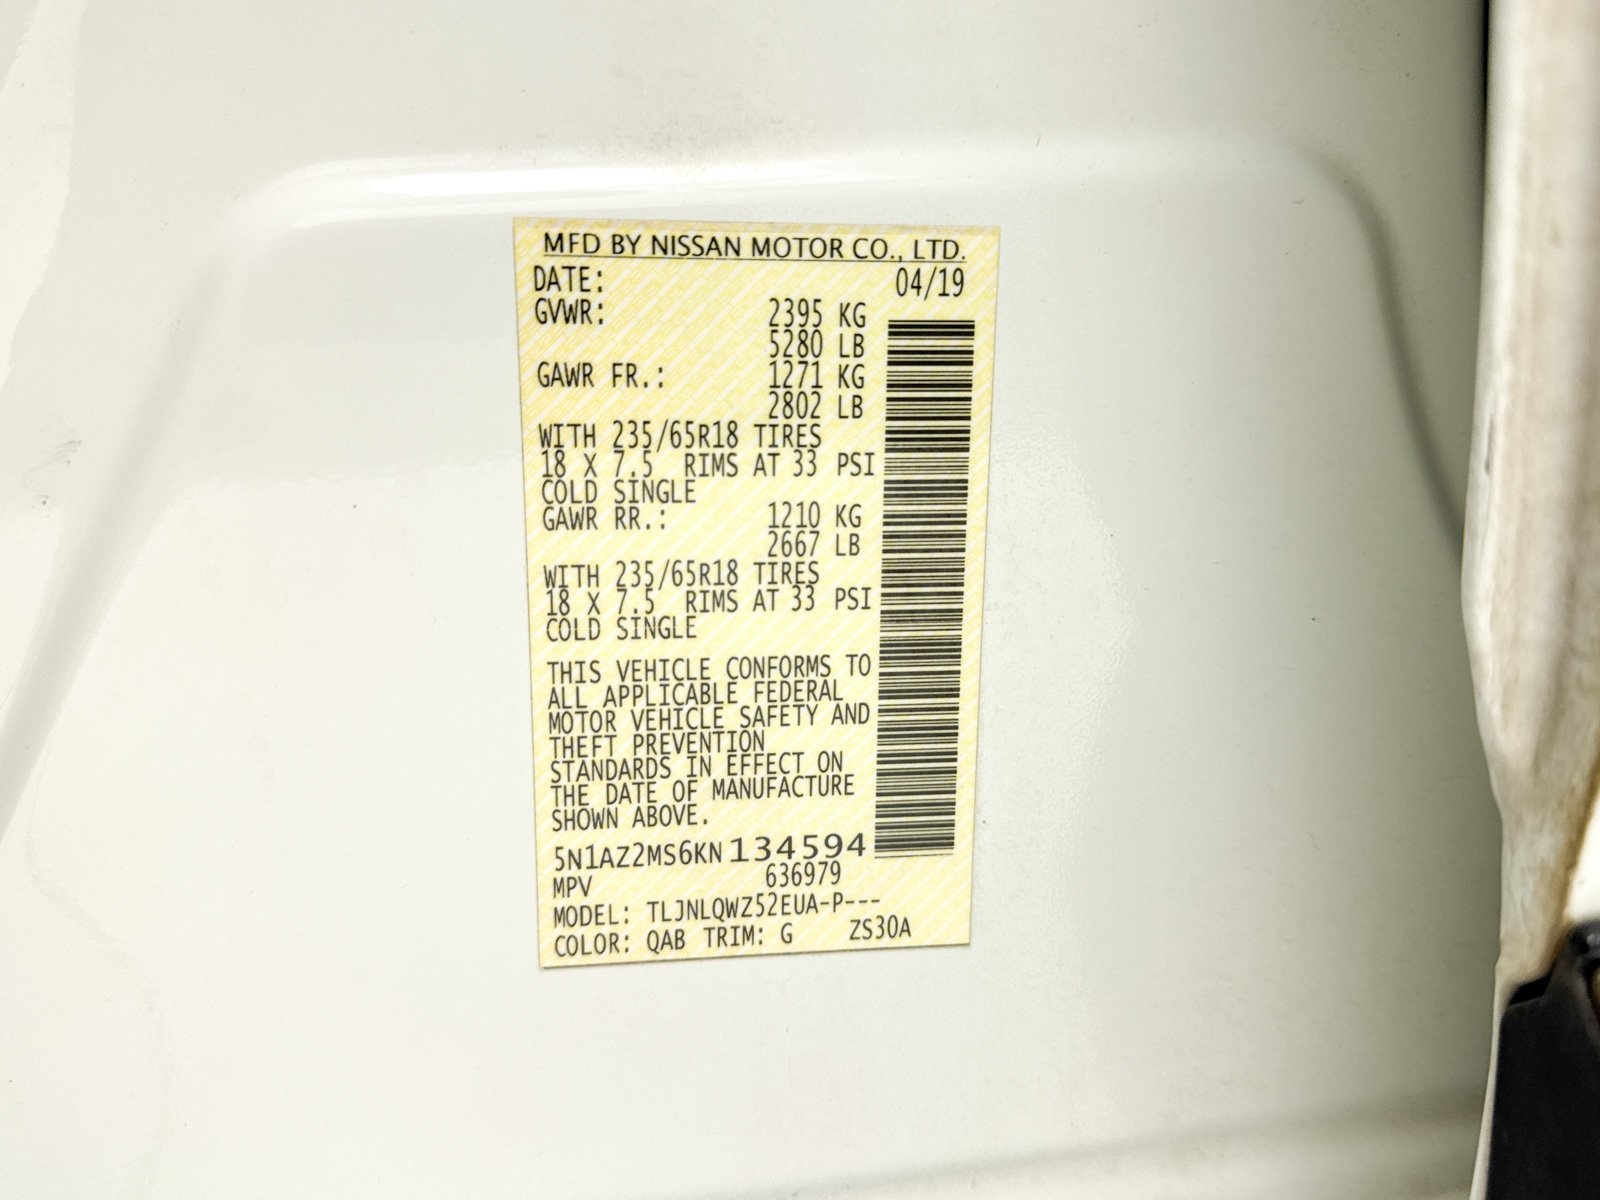 MFD BY NISSAN MOTOR CO., LTD.
DATE: 04/19
GVWR: 2395 KG
5280 LB
GAWR FR.: 1271 KG
2802 LB
WITH 235/65R18 TIRES
18 X 7.5 RIMS AT 33 PSI
COLD SINGLE
GAWR RR.: 1210 KG
2667 LB
WITH 235/65R18 TIRES
18 X 7.5 RIMS AT 33 PSI
COLD SINGLE
THIS VEHICLE CONFORMS TO
ALL APPLICABLE FEDERAL
MOTOR VEHICLE SAFETY AND
THEFT PREVENTION
STANDARDS IN EFFECT ON
THE DATE OF MANUFACTURE
SHOWN ABOVE.
5N1AZ2MS6KN134594
MPV 636979
MODEL: TLJNLQWZ52EUA-P---
COLOR: QAB TRIM: G ZS30A